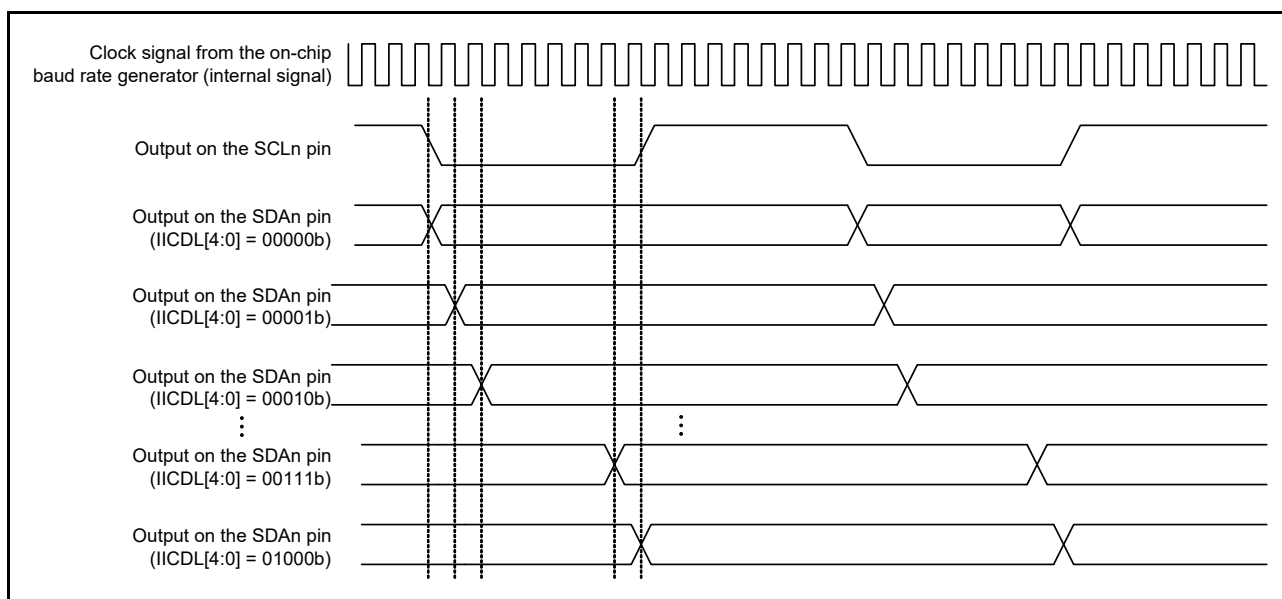 Clock signal from the on-chip
baud rate generator (internal signal)
Output on the SCLn pin
Output on the SDAn pin
(IICDL[4:0] = 00000b)
Output on the SDAn pin
(IICDL[4:0] = 00001b)
Output on the SDAn pin
(IICDL[4:0] = 00010b)
Output on the SDAn pin
(IICDL[4:0] = 00111b)
Output on the SDAn pin
(IICDL[4:0] = 01000b)